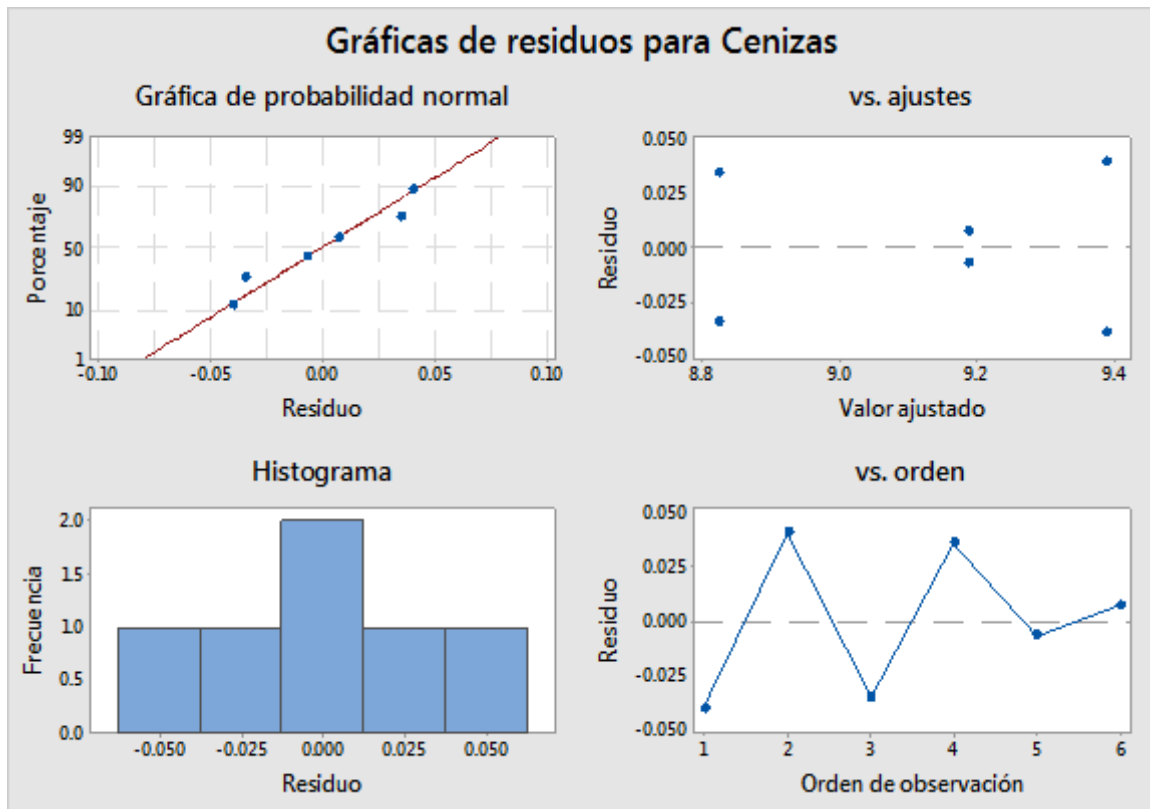 Gráficas de residuos para Cenizas
Gráfica de probabilidad normal
99
90
50
10
1
Porcentaje
-0.10 -0.05 0.00 0.05 0.10
Residuo
vs. ajustes
0.050
0.025
0.000
-0.025
-0.050
Residuo
8.8 9.0 9.2 9.4
Valor ajustado
Histograma
2.0
1.5
1.0
0.5
0.0
Frecuencia
-0.050 -0.025 0.000 0.025 0.050
Residuo
vs. orden
0.050
0.025
0.000
-0.025
-0.050
Residuo
1 2 3 4 5 6
Orden de observación